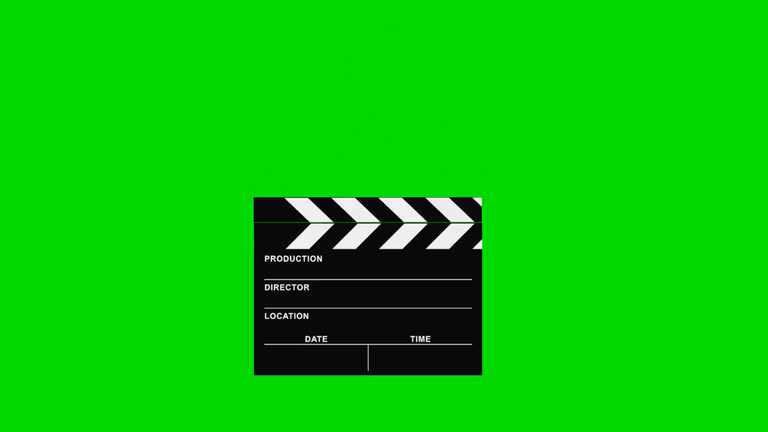 PRODUCTION
DIRECTOR
LOCATION
DATE TIME